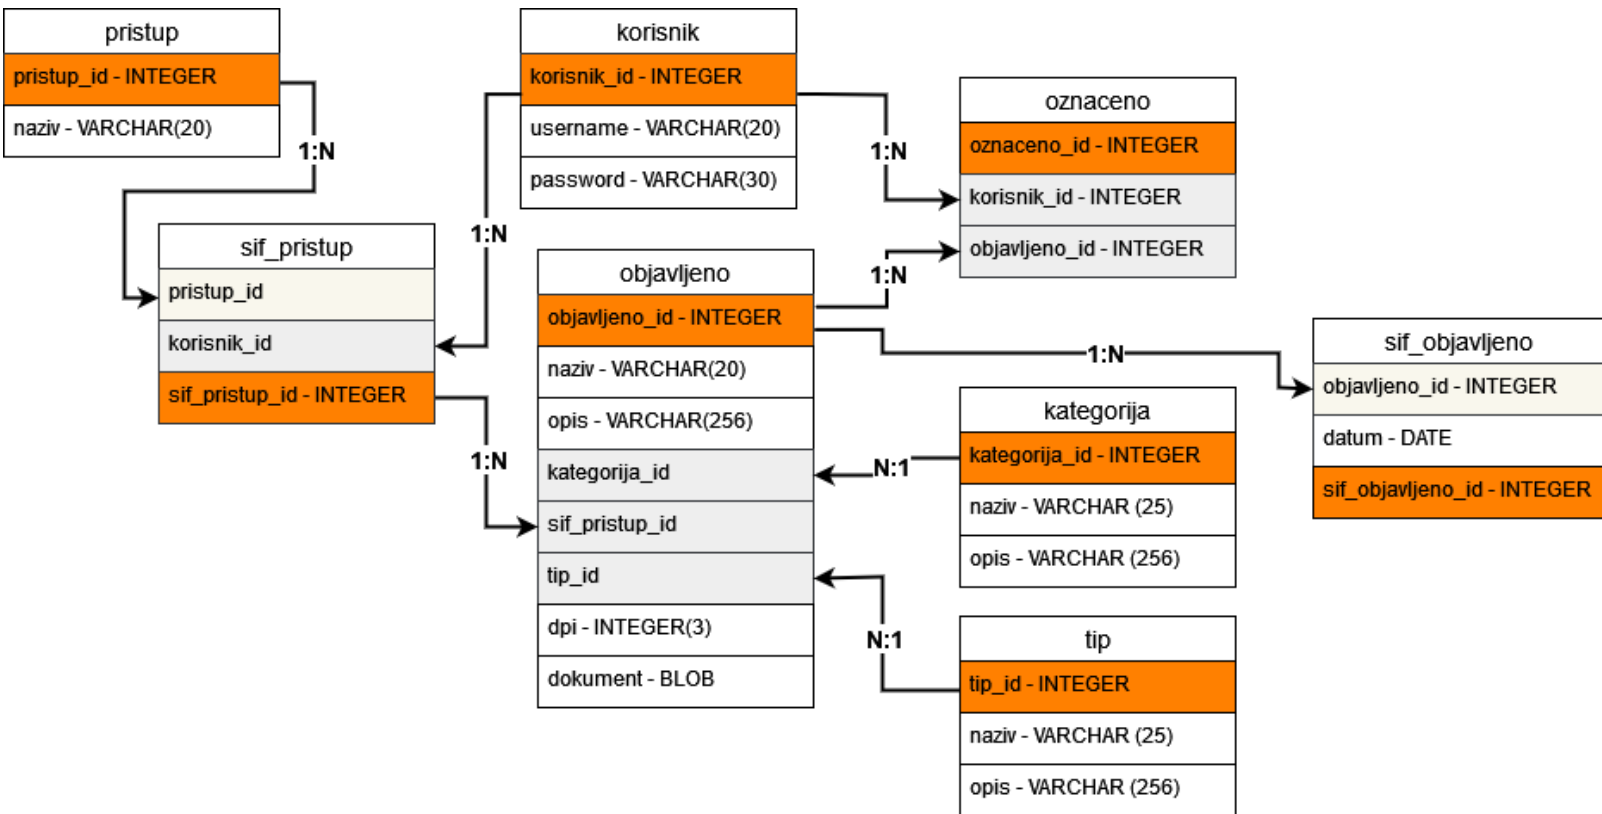 pristup
pristup_id - INTEGER
naziv - VARCHAR(20)
1:N
korisnik
korisnik_id - INTEGER
username - VARCHAR(20)
password - VARCHAR(30)
1:N
1:N
oznaceno
oznaceno_id - INTEGER
korisnik_id - INTEGER
objavljeno_id - INTEGER
sif_pristup
pristup_id
korisnik_id
sif_pristup_id - INTEGER
1:N
objavljeno
objavljeno_id - INTEGER
naziv - VARCHAR(20)
opis - VARCHAR(256)
kategorija_id
sif_pristup_id
tip_id
dpi - INTEGER(3)
dokument - BLOB
1:N
1:N
sif_objavljeno
objavljeno_id - INTEGER
datum - DATE
sif_objavljeno_id - INTEGER
N:1
kategorija
kategorija_id - INTEGER
naziv - VARCHAR (25)
opis - VARCHAR (256)
N:1
tip
tip_id - INTEGER
naziv - VARCHAR (25)
opis - VARCHAR (256)